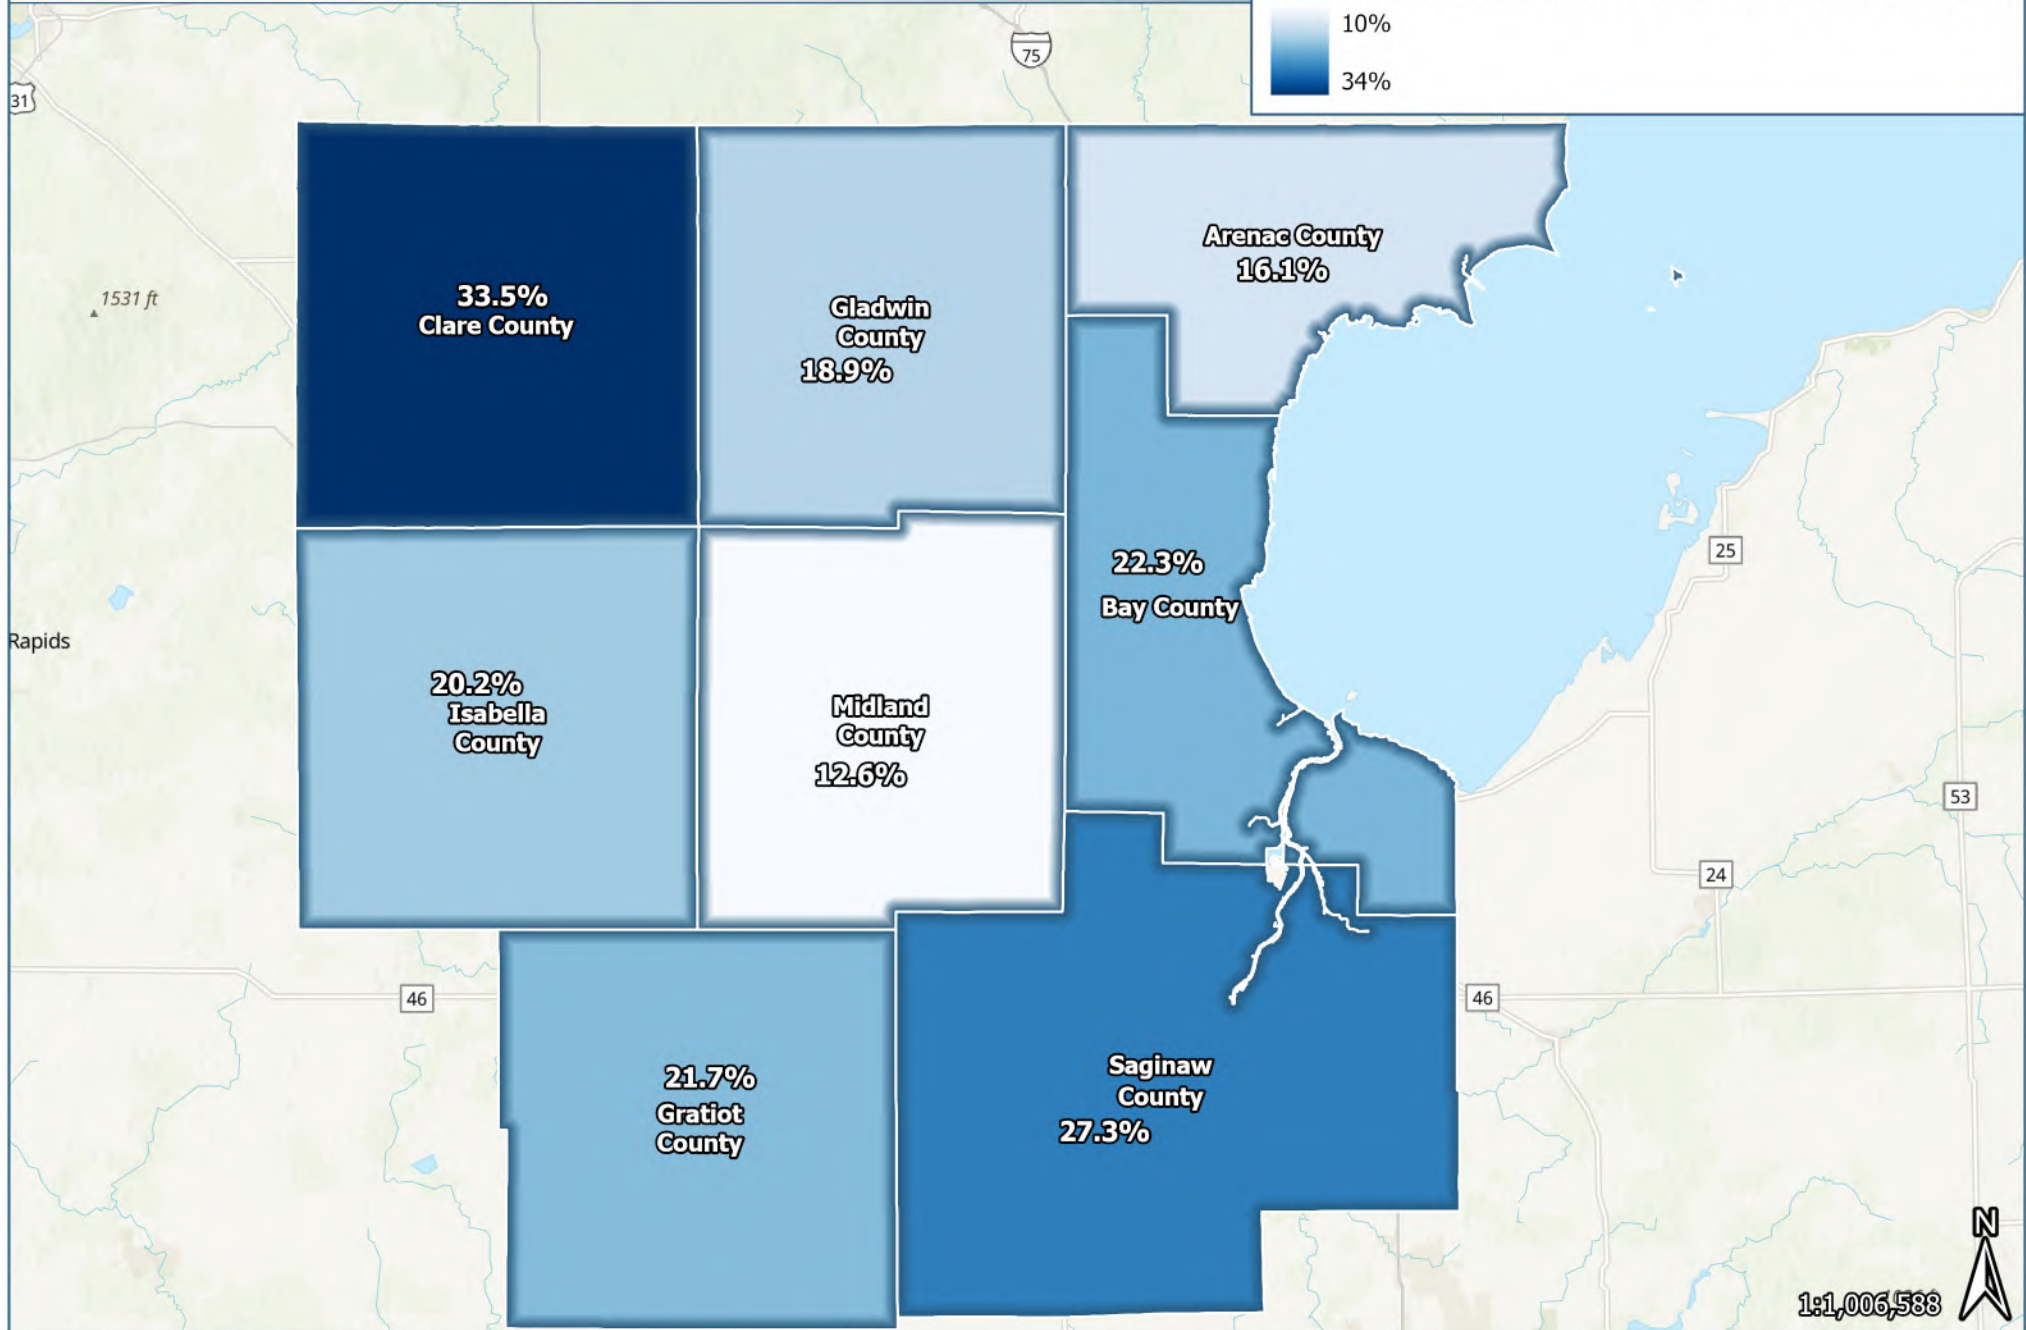 10%
34%
75
31
1531 ft
33.5%
Clare County
Gladwin
County
18.9%
Arenac County
16.1%
22.3%
Bay County
25
Rapids
20.2%
Isabella
County
Midland
County
12.6%
53
24
46
46
21.7%
Gratiot
County
Saginaw
County
27.3%
N
1:1,006,588